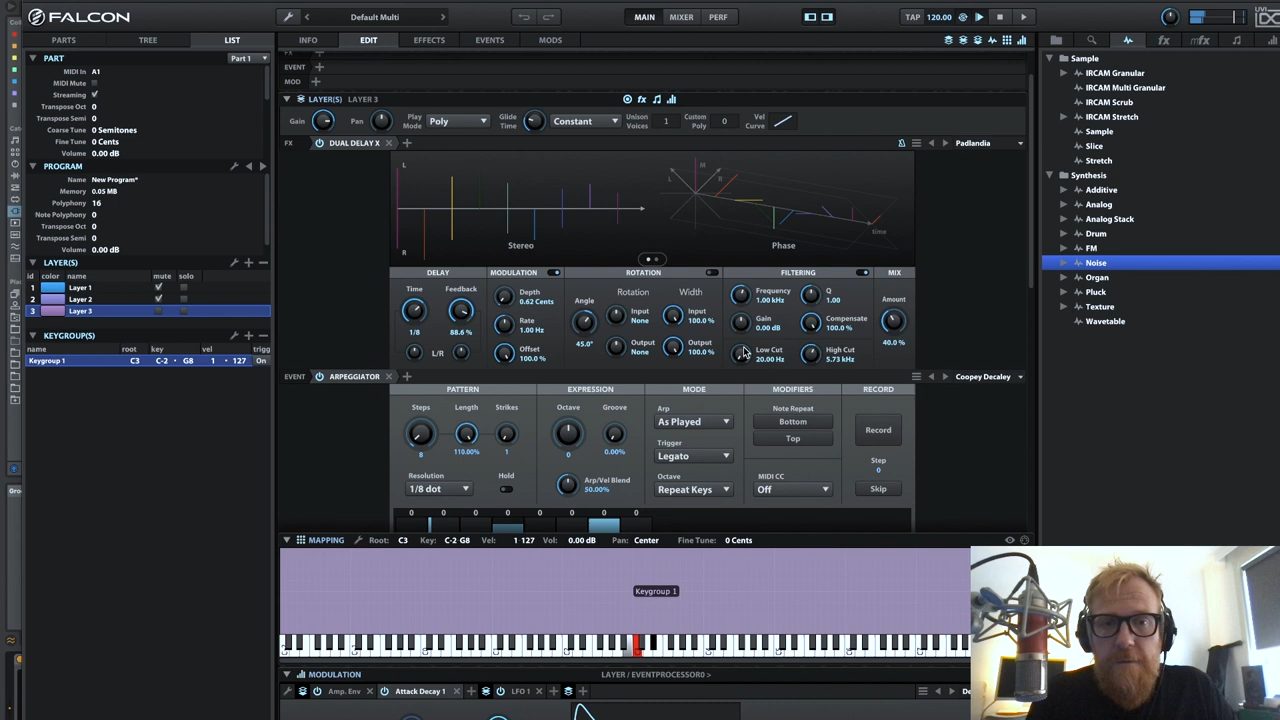 FALCON
Default Multi
MAIN MIXER PERF
TAP 120.00
UVI
PARTS TREE LIST
PART
Part 1
MIDI In A1
MIDI Mute
Streaming
Transpose Oct 0
Transpose Semi 0
Coarse Tune 0 Semitones
Fine Tune 0 Cents
Volume 0.00 dB
PROGRAM
Name New Program*
Memory 0.05 MB
Polyphony 16
Note Polyphony 0
Transpose Oct 0
Transpose Semi 0
Volume 0.00 dB
LAYER(S)
id color name mute solo
1 Layer 1
2 Layer 2
3 Layer 3
KEYGROUP(S)
name root key vel trigg
Keygroup 1 C3 C-2 G8 1 127 On
INFO EDIT EFFECTS EVENTS MODS
FX
EVENT
MOD
LAYER(S) LAYER 3
Gain Pan Play Mode Poly Glide Time Constant Unison Voices 1 Custom Poly 0 Vel Curve
FX DUAL DELAY X Padlandia
L
R
Stereo
M
L R
time
Phase
DELAY MODULATION ROTATION FILTERING MIX
Time 1/8
Feedback 88.6 %
L/R
Depth 0.62 Cents
Rate 1.00 Hz
Offset 100.0 %
Angle 45.0°
Rotation
Input None
Output None
Width
Input 100.0 %
Output 100.0 %
Frequency 1.00 kHz
Q 1.00
Gain 0.00 dB
Compensate 100.0 %
Low Cut 20.00 Hz
High Cut 5.73 kHz
Amount 40.0 %
EVENT ARPEGGIATOR Coopey Decaley
PATTERN EXPRESSION MODE MODIFIERS RECORD
Steps 8
Length 110.00%
Strikes 1
Resolution 1/8 dot
Hold
Octave 0
Groove 0.00%
Arp/Vel Blend 50.00%
Arp As Played
Trigger Legato
Octave Repeat Keys
Note Repeat
Bottom
Top
MIDI CC Off
Record
Step 0
Skip
0 0 0 0 0 0 0 0
MAPPING Root: C3 Key: C-2 G8 Vel: 1 127 Vol: 0.00 dB Pan: Center Fine Tune: 0 Cents
Keygroup 1
MODULATION LAYER / EVENTPROCESSOR0 >
Amp. Env Attack Decay 1 LFO 1
Sample
IRCAM Granular
IRCAM Multi Granular
IRCAM Scrub
IRCAM Stretch
Sample
Slice
Stretch
Synthesis
Additive
Analog
Analog Stack
Drum
FM
Noise
Organ
Pluck
Texture
Wavetable